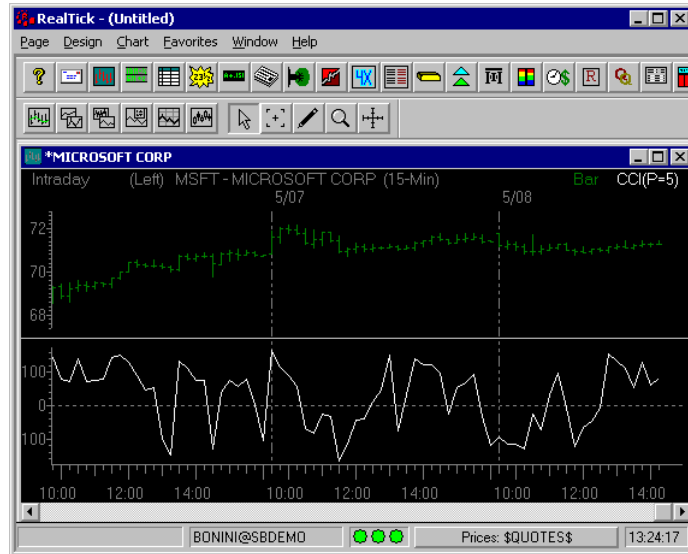 RealTick - (Untitled)
Page Design Chart Favorites Window Help
*MICROSOFT CORP
Intraday (Left) MSFT - MICROSOFT CORP (15-Min) Bar CCI(P=5)
5/07 5/08
72
70
68
100
0
100
10:00 12:00 14:00 10:00 12:00 14:00 10:00 12:00 14:00
BONINI@SBDEMO Prices: $QUOTES$ 13:24:17